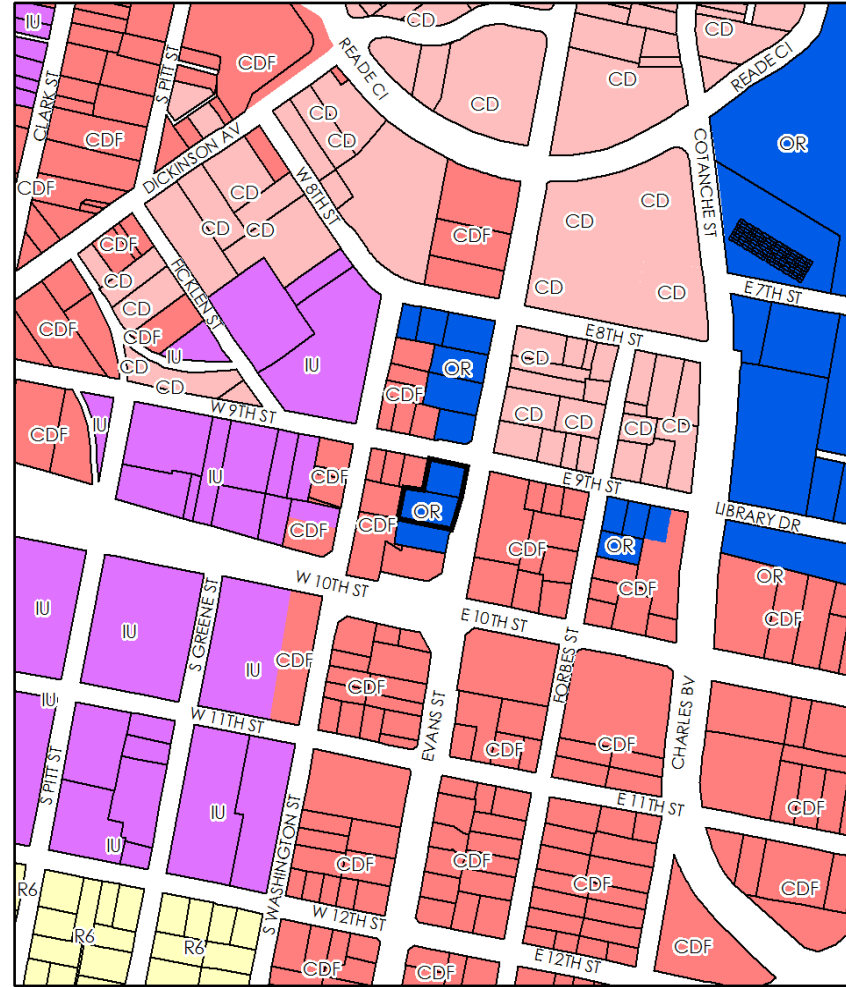 IU
CD
CD
S PITT ST
CDF
READE CI
READE CI
CD
CD
CLARK ST
CDF
CD
CD
COTANCHE ST
OR
DICKINSON AV
CDF
CD
W 8TH ST
CD
CD
CD
CD
CDF
CDF
CD
FICKLEN ST
CD
CD
E 7TH ST
CD
CDF
CDF
E 8TH ST
IU
CD
IU
OR
CD
CD
CDF
W 9TH ST
CD
CD
CD
CD
CDF
IU
IU
CDF
E 9TH ST
OR
LIBRARY DR
CDF
CDF
CDF
OR
OR
W 10TH ST
CDF
CDF
IU
IU
S GREENE ST
E 10TH ST
IU
CDF
FORBES ST
CDF
IU
W 11TH ST
EVANS ST
CDF
CDF
CHARLES BV
S PITT ST
IU
E 11TH ST
CDF
IU
S WASHINGTON ST
CDF
CDF
CDF
CDF
R6
W 12TH ST
R6
R6
CDF
E 12TH ST
CDF
CDF